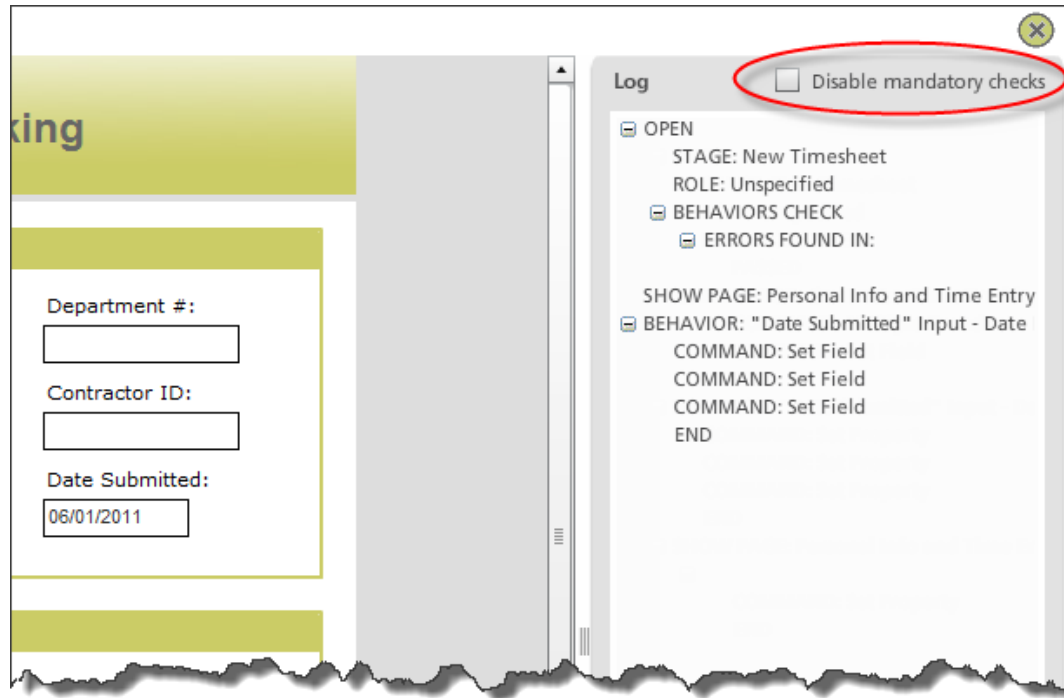 king
Department #:
Contractor ID:
Date Submitted:
06/01/2011
Log
Disable mandatory checks
OPEN
STAGE: New Timesheet
ROLE: Unspecified
BEHAVIORS CHECK
ERRORS FOUND IN:
SHOW PAGE: Personal Info and Time Entry
BEHAVIOR: "Date Submitted" Input - Date
COMMAND: Set Field
COMMAND: Set Field
COMMAND: Set Field
END